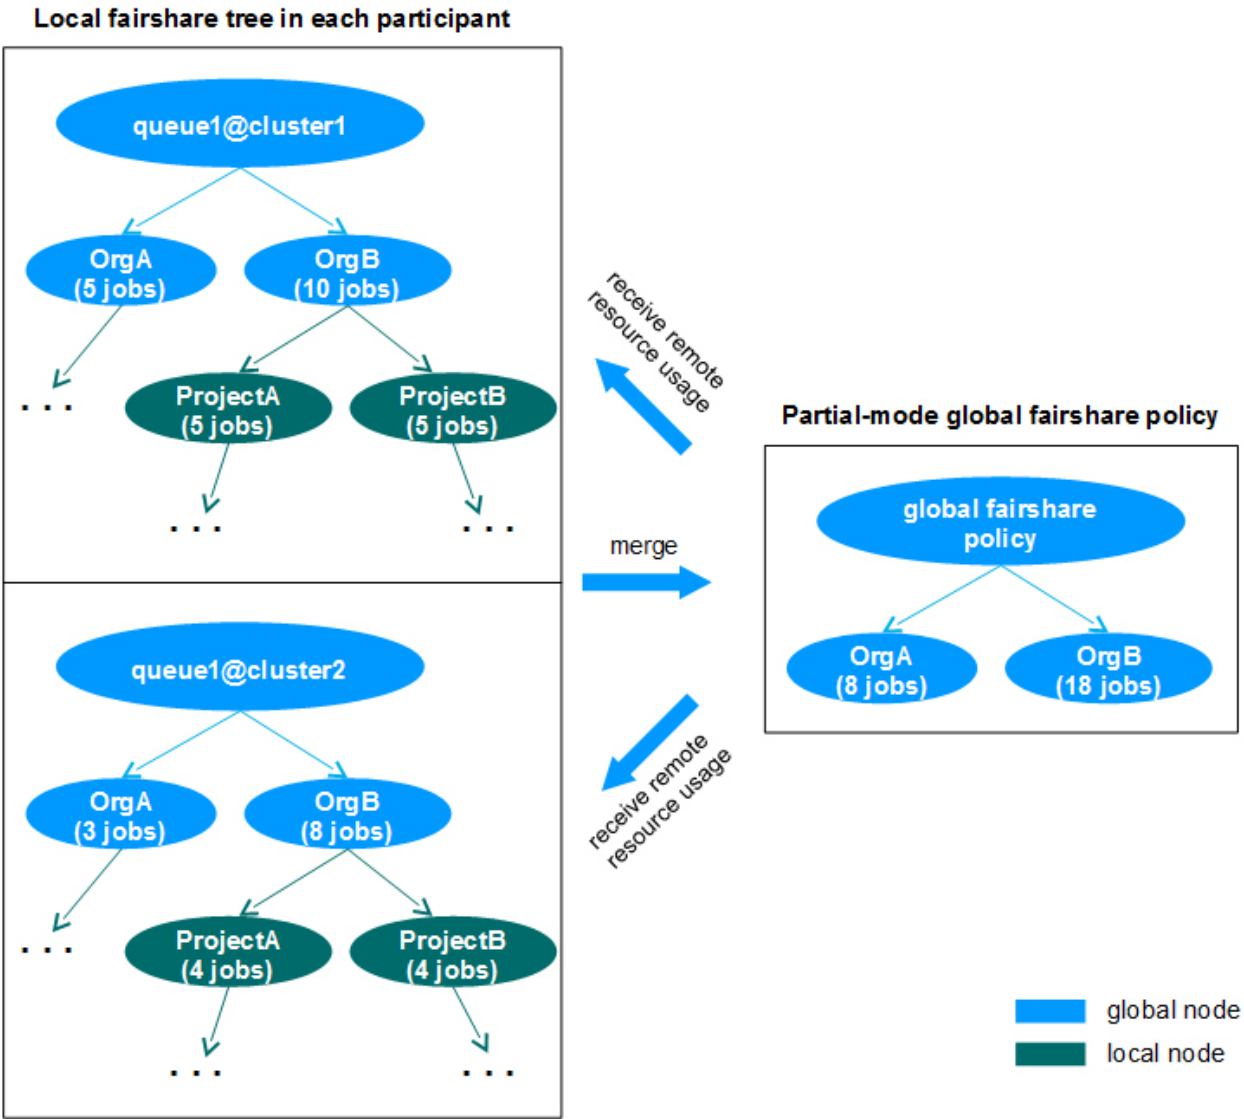 Local fairshare tree in each participant
queue1@cluster1
OrgA
(5 jobs)
OrgB
(10 jobs)
. . .
ProjectA
(5 jobs)
ProjectB
(5 jobs)
. . .
. . .
queue1@cluster2
OrgA
(3 jobs)
OrgB
(8 jobs)
. . .
ProjectA
(4 jobs)
ProjectB
(4 jobs)
. . .
. . .
receive remote
resource usage
merge
receive remote
resource usage
Partial-mode global fairshare policy
global fairshare
policy
OrgA
(8 jobs)
OrgB
(18 jobs)
global node
local node